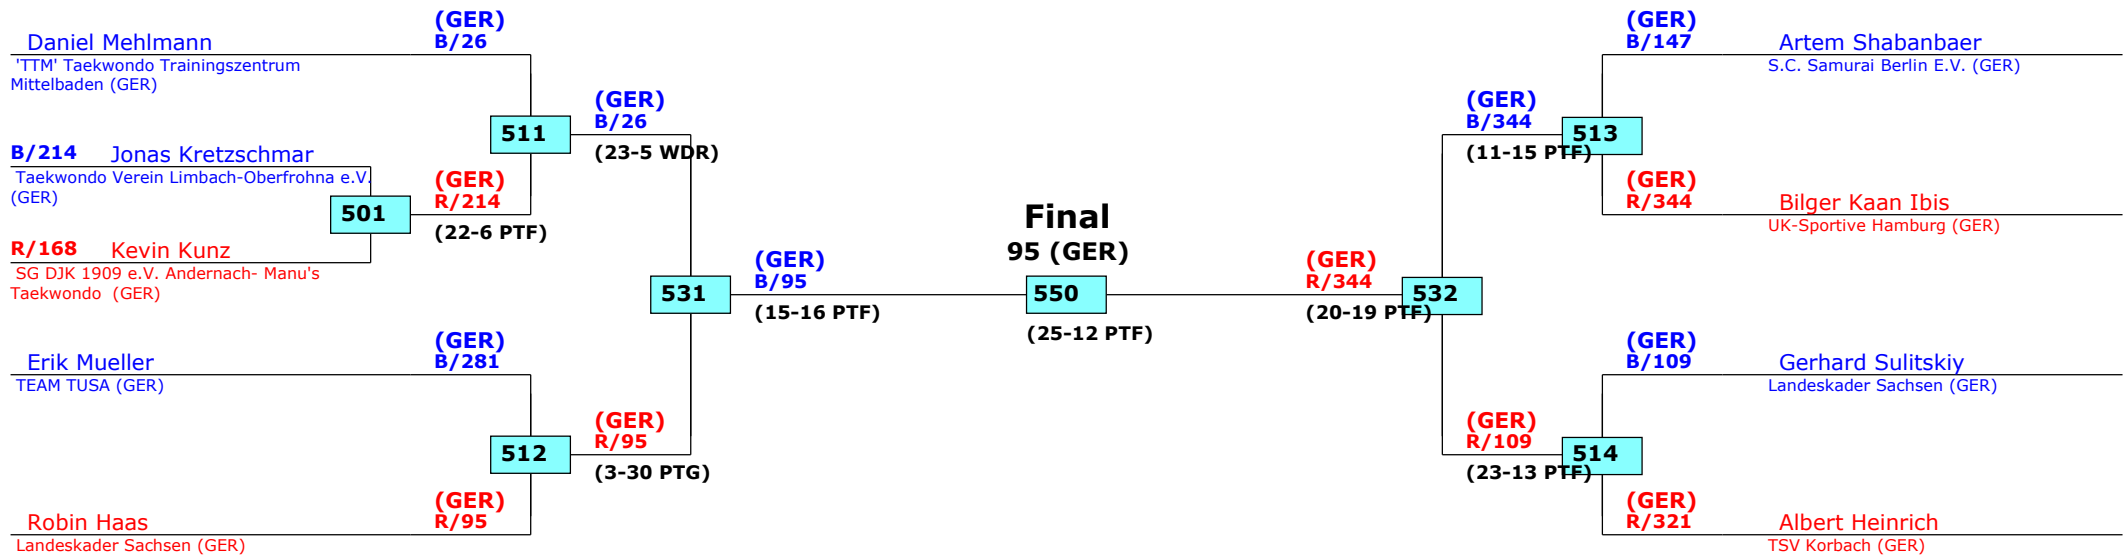 (GER)
B/26
Daniel Mehlmann
'TTM' Taekwondo Trainingszentrum
Mittelbaden (GER)
B/214 Jonas Kretzschmar
Taekwondo Verein Limbach-Oberfrohna e.V.
(GER)
501
R/168 Kevin Kunz
SG DJK 1909 e.V. Andernach- Manu's
Taekwondo (GER)
(GER)
R/214
(22-6 PTF)
511
(GER)
B/26
(23-5 WDR)
Erik Mueller
TEAM TUSA (GER)
(GER)
B/281
512
(GER)
R/95
(3-30 PTG)
(GER)
R/95
Robin Haas
Landeskader Sachsen (GER)
531
(GER)
B/95
(15-16 PTF)
Final
95 (GER)
550
(25-12 PTF)
(GER)
R/344
(20-19 PTF)
532
(GER)
B/344
(11-15 PTF)
513
(GER)
B/147
Artem Shabanbaer
S.C. Samurai Berlin E.V. (GER)
(GER)
R/344
Bilger Kaan Ibis
UK-Sportive Hamburg (GER)
(GER)
R/109
(23-13 PTF)
514
(GER)
B/109
Gerhard Sulitskiy
Landeskader Sachsen (GER)
(GER)
R/321
Albert Heinrich
TSV Korbach (GER)